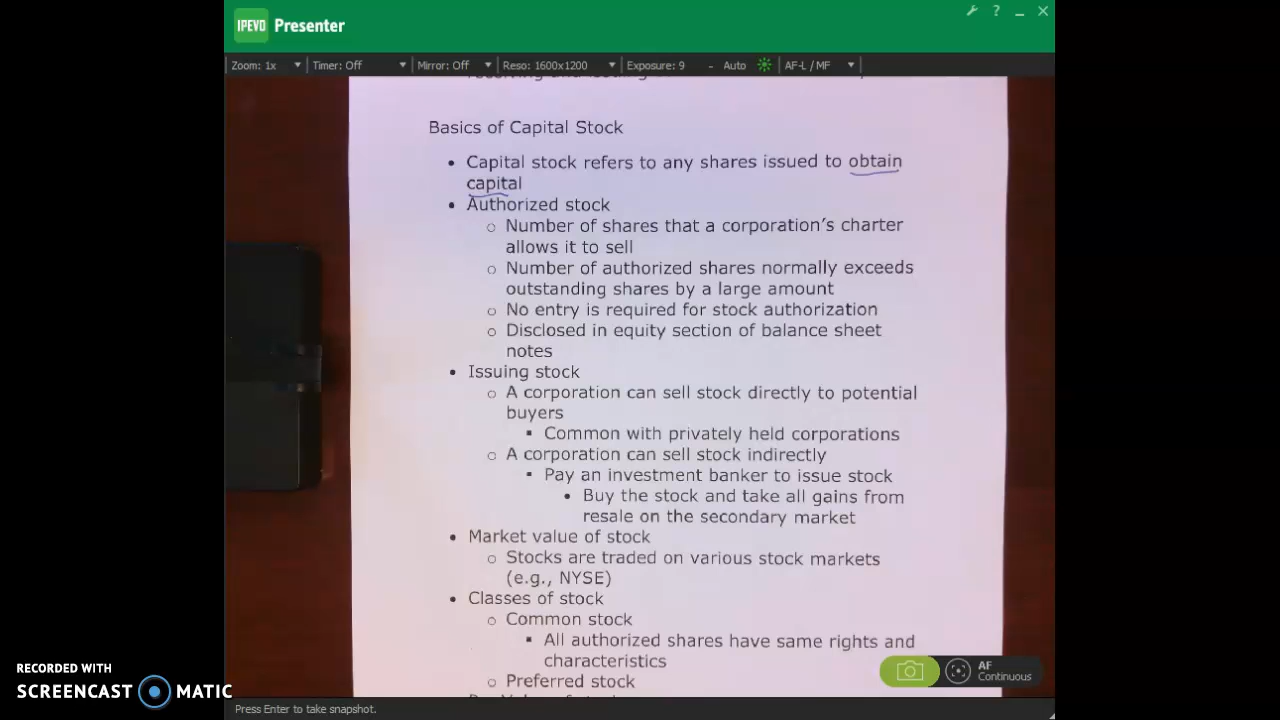 IPEVO Presenter
Zoom: 1x Timer: Off Mirror: Off Reso: 1600x1200 Exposure: 9 - Auto AF-L / MF
Basics of Capital Stock
• Capital stock refers to any shares issued to obtain
capital
• Authorized stock
o Number of shares that a corporation's charter
allows it to sell
o Number of authorized shares normally exceeds
outstanding shares by a large amount
o No entry is required for stock authorization
o Disclosed in equity section of balance sheet
notes
• Issuing stock
o A corporation can sell stock directly to potential
buyers
▪ Common with privately held corporations
o A corporation can sell stock indirectly
▪ Pay an investment banker to issue stock
• Buy the stock and take all gains from
resale on the secondary market
• Market value of stock
o Stocks are traded on various stock markets
(e.g., NYSE)
• Classes of stock
o Common stock
▪ All authorized shares have same rights and
characteristics
o Preferred stock
AF
Continuous
RECORDED WITH
SCREENCAST MATIC
Press Enter to take snapshot.